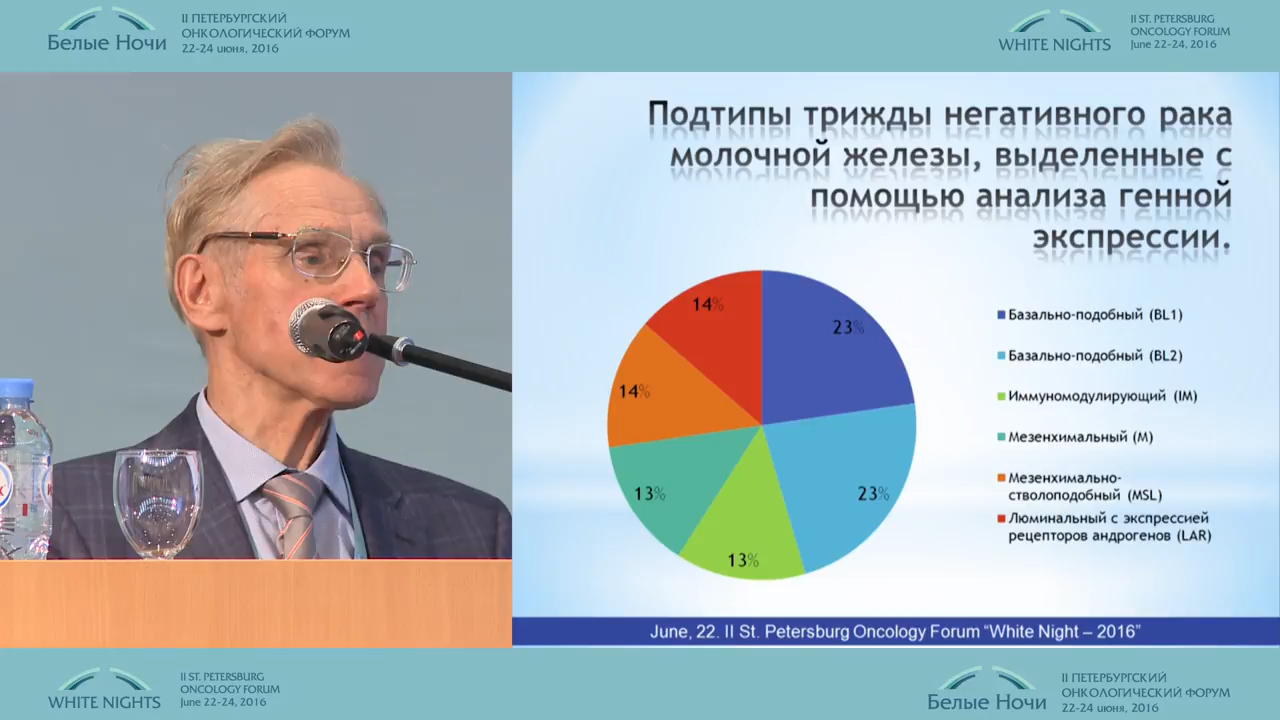 Белые Ночи
II ПЕТЕРБУРГСКИЙ
ОНКОЛОГИЧЕСКИЙ ФОРУМ
22-24 июня, 2016
WHITE NIGHTS
II ST. PETERSBURG
ONCOLOGY FORUM
June 22-24, 2016
Подтипы трижды негативного рака
молочной железы, выделенные с
помощью анализа генной
экспрессии.
14%
23%
14%
13%
23%
13%
Базально-подобный (BL1)
Базально-подобный (BL2)
Иммуномодулирующий (IM)
Мезенхимальный (M)
Мезенхимально-
стволоподобный (MSL)
Люминальный с экспрессией
рецепторов андрогенов (LAR)
June, 22. II St. Petersburg Oncology Forum “White Night – 2016”
WHITE NIGHTS
II ST. PETERSBURG
ONCOLOGY FORUM
June 22-24, 2016
Белые Ночи
II ПЕТЕРБУРГСКИЙ
ОНКОЛОГИЧЕСКИЙ ФОРУМ
22-24 июня, 2016